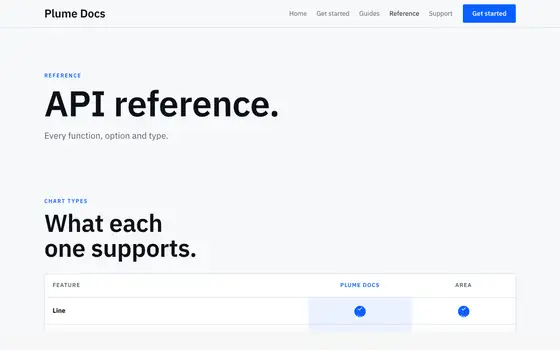 Plume Docs
Home Get started Guides Reference Support Get started
REFERENCE
API reference.
Every function, option and type.
CHART TYPES
What each
one supports.
FEATURE PLUME DOCS AREA
Line